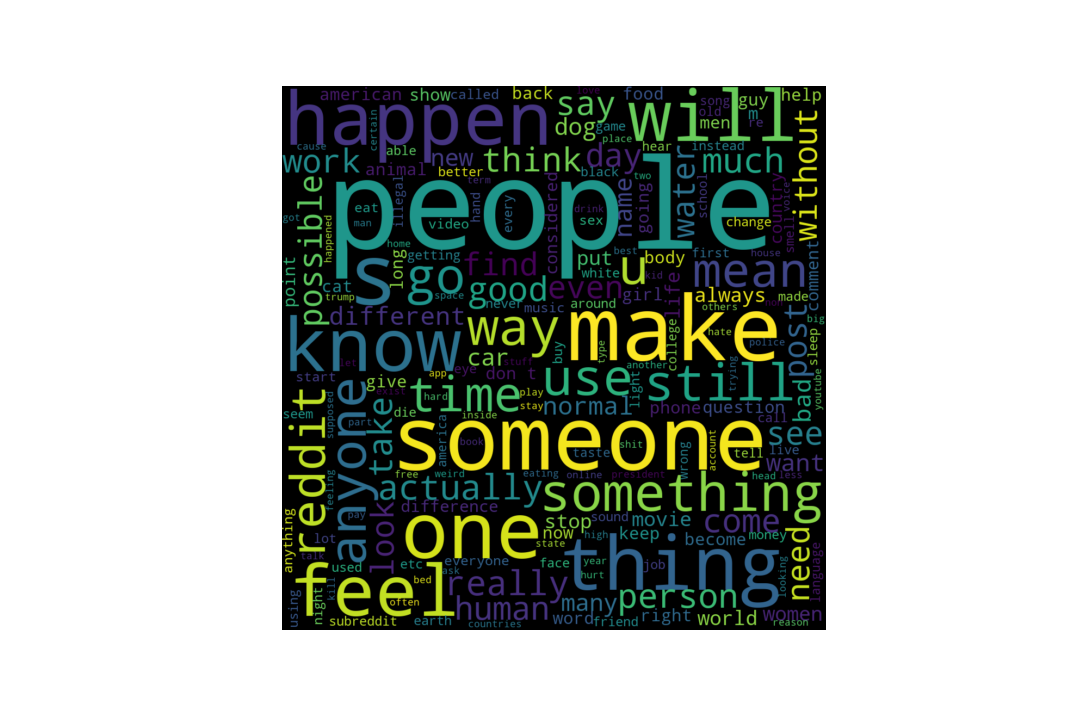 american show called back say will song guy help
happen dog game men old m re
certain place
cause able hear instead
work animal new think day water much without
better black
term two
people
possible eat illegal hand every considered sex name going school change country smell voice
got man video
happened home
point long getting find put best first house
s go white u body mean comment
cat space good even kid girl life always made
trump never around others
different music post
know way make hate big
car buy type college police sleep
let eye stuff another
start give app don t use light trying still youtube
exist
reddit supposed anyone take time hard play normal phone question bad
seem die stay call
part inside
america someone see
feeling book shit wrong account tell live
taste want
free weird eating online president head less
look actually something
pay difference
one stop sound movie come need
anything lot now keep become money
talk state high
feel used etc everyone face year thing job looking language
kill bed ask hurt
really
using night often human many person women
subreddit earth countries word friend right world reason